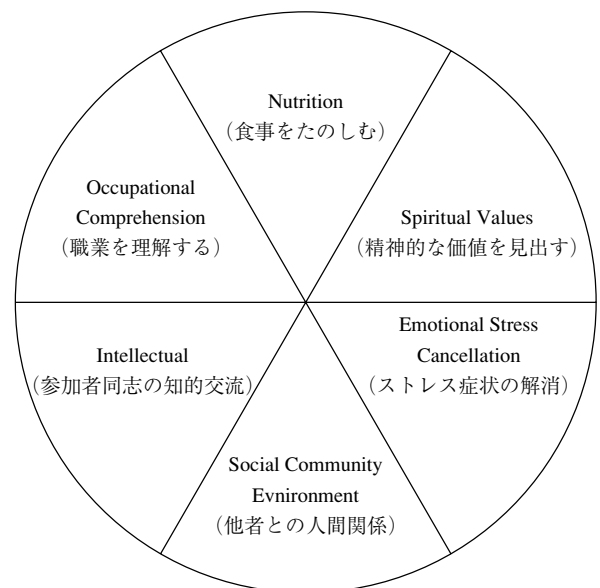 Nutrition
（食事をたのしむ）
Occupational
Comprehension
（職業を理解する）
Spiritual Values
（精神的な価値を見出す）
Intellectual
（参加者同志の知的交流）
Emotional Stress
Cancellation
（ストレス症状の解消）
Social Community
Evnironment
（他者との人間関係）